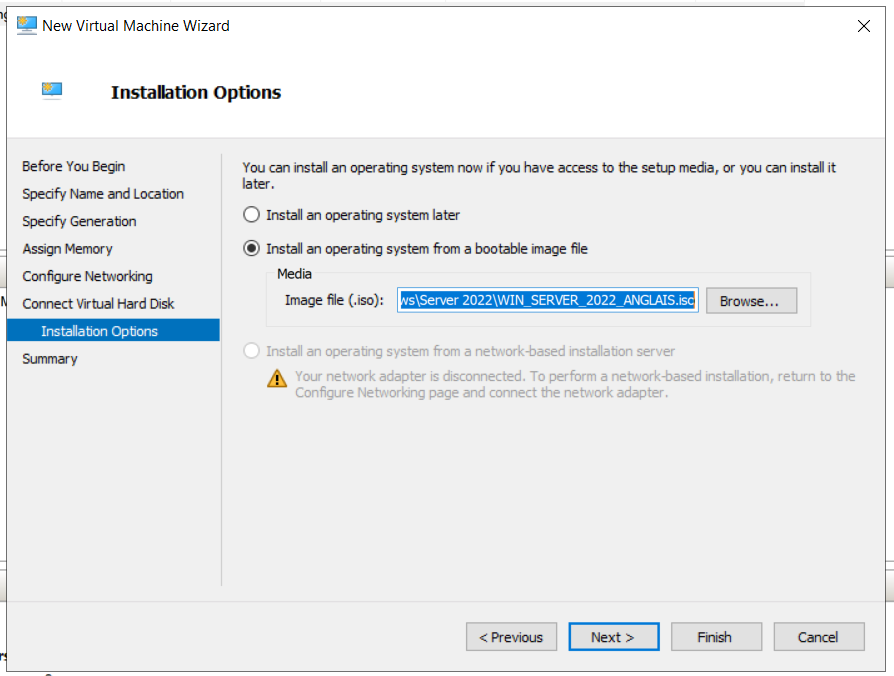 New Virtual Machine Wizard
Installation Options
Before You Begin
Specify Name and Location
Specify Generation
Assign Memory
Configure Networking
Connect Virtual Hard Disk
Installation Options
Summary
You can install an operating system now if you have access to the setup media, or you can install it
later.
Install an operating system later
Install an operating system from a bootable image file
Media
Image file (.iso): ws\Server 2022\WIN_SERVER_2022_ANGLAIS.iso Browse...
Install an operating system from a network-based installation server
Your network adapter is disconnected. To perform a network-based installation, return to the
Configure Networking page and connect the network adapter.
< Previous Next > Finish Cancel